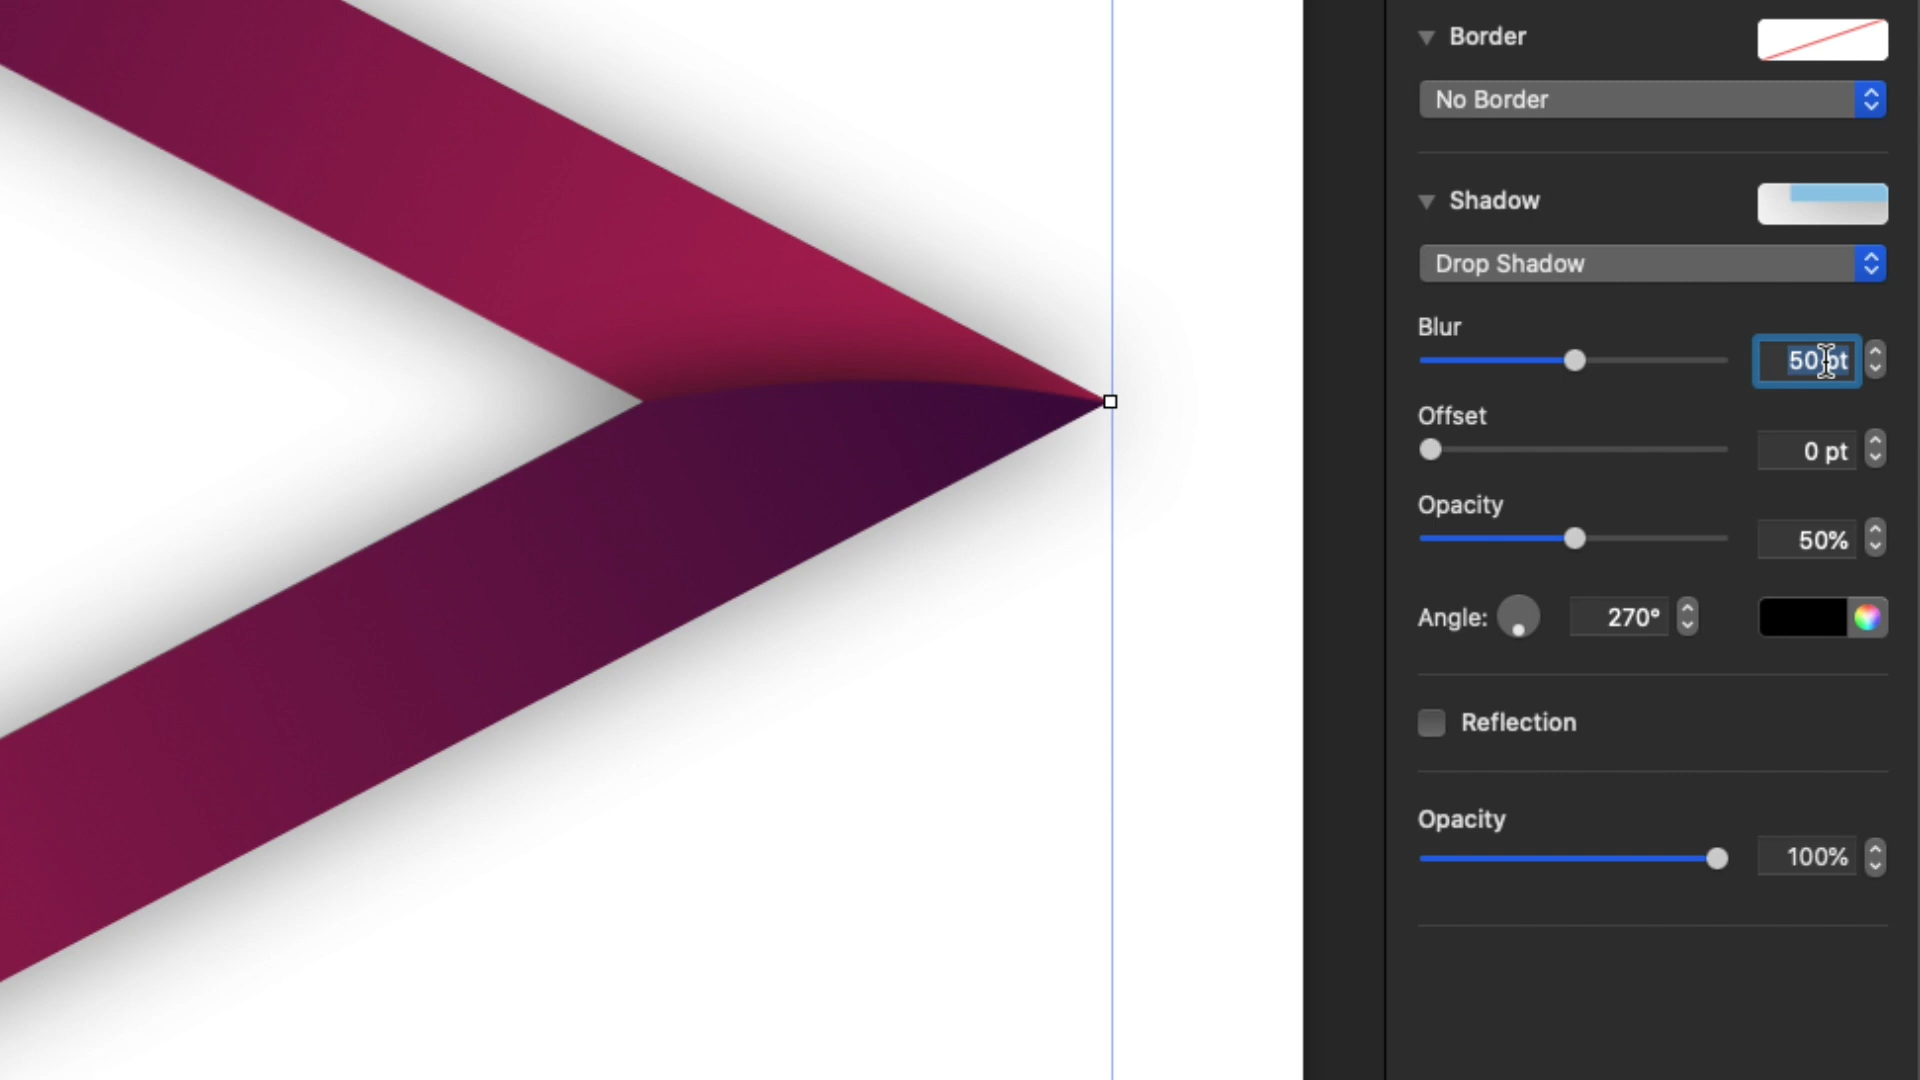 Border
No Border
Shadow
Drop Shadow
Blur
50 pt
Offset
0 pt
Opacity
50%
Angle: 270°
Reflection
Opacity
100%